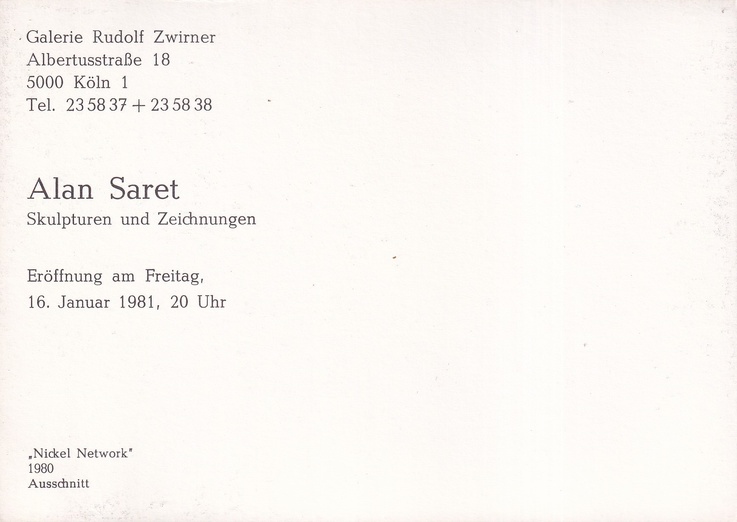 Galerie Rudolf Zwirner
Albertusstraße 18
5000 Köln 1
Tel. 23 58 37 + 23 58 38
Alan Saret
Skulpturen und Zeichnungen
Eröffnung am Freitag,
16. Januar 1981, 20 Uhr
„Nickel Network"
1980
Ausschnitt